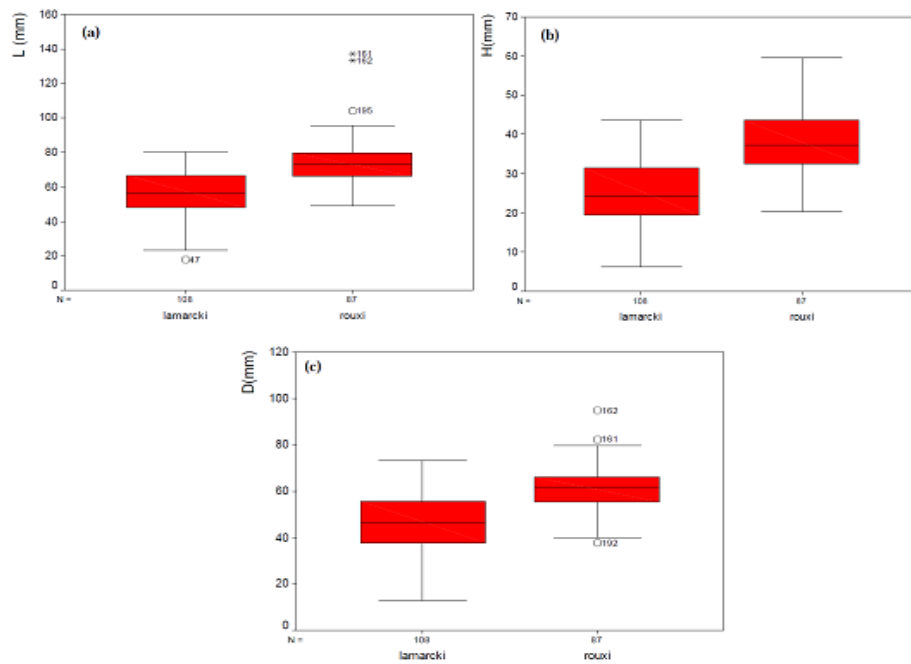 L (mm)
(a)
160
140
120
100
80
60
40
20
0
*161
*162
195
47
N =
108
87
lamarcki
rouxi
H(mm)
(b)
70
60
50
40
30
20
10
0
N =
108
87
lamarcki
rouxi
D(mm)
(c)
120
100
80
60
40
20
0
162
161
192
N =
108
87
lamarcki
rouxi